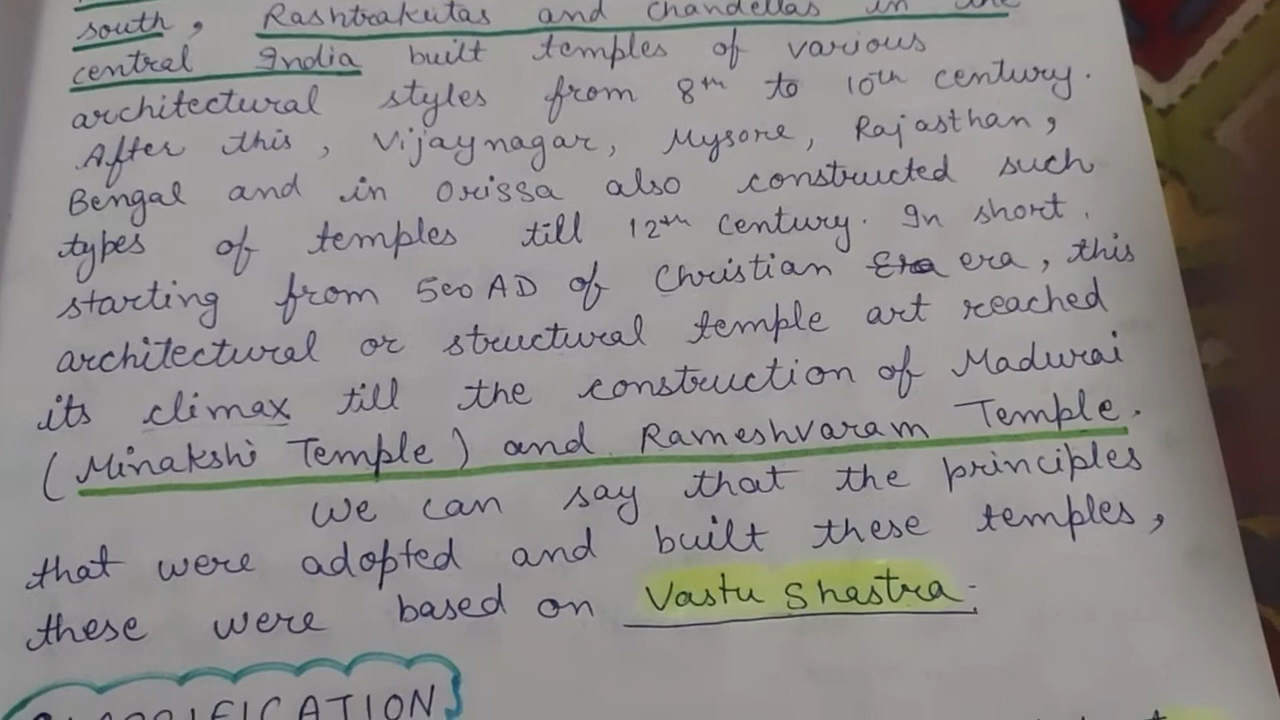 south, Rashtrakutas and Chandellas in the
central India built temples of various
architectural styles from 8th to 10th century.
After this, Vijaynagar, Mysore, Rajasthan,
Bengal and in Orissa also constructed such
types of temples till 12th century. In short,
starting from 500 AD of Christian Era era, this
architectural or structural temple art reached
its climax till the construction of Madurai
(Minakshi Temple) and Rameshvaram Temple.
We can say that the principles
that were adopted and built these temples,
these were based on Vastu Shastra.